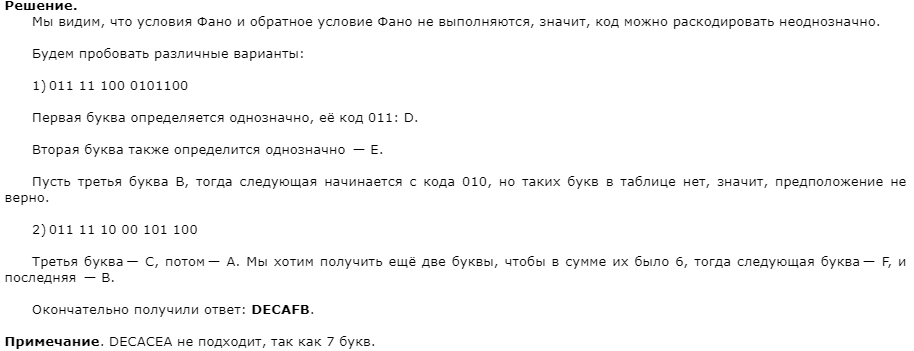 Решение.
Мы видим, что условия Фано и обратное условие Фано не выполняются, значит, код можно раскодировать неоднозначно.
Будем пробовать различные варианты:
1) 011 11 100 0101100
Первая буква определяется однозначно, её код 011: D.
Вторая буква также определится однозначно — E.
Пусть третья буква B, тогда следующая начинается с кода 010, но таких букв в таблице нет, значит, предположение не
верно.
2) 011 11 10 00 101 100
Третья буква — C, потом — A. Мы хотим получить ещё две буквы, чтобы в сумме их было 6, тогда следующая буква — F, и
последняя — B.
Окончательно получили ответ: DECAFB.
Примечание. DECACEA не подходит, так как 7 букв.